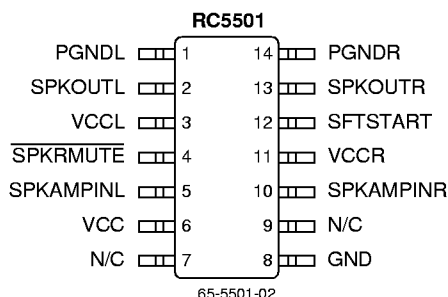 RC5501
PGNDL 1 14 PGNDR
SPKOUTL 2 13 SPKOUTR
VCCL 3 12 SFTSTART
SPKRMUTE 4 11 VCCR
SPKAMPINL 5 10 SPKAMPINR
VCC 6 9 N/C
N/C 7 8 GND
65-5501-02